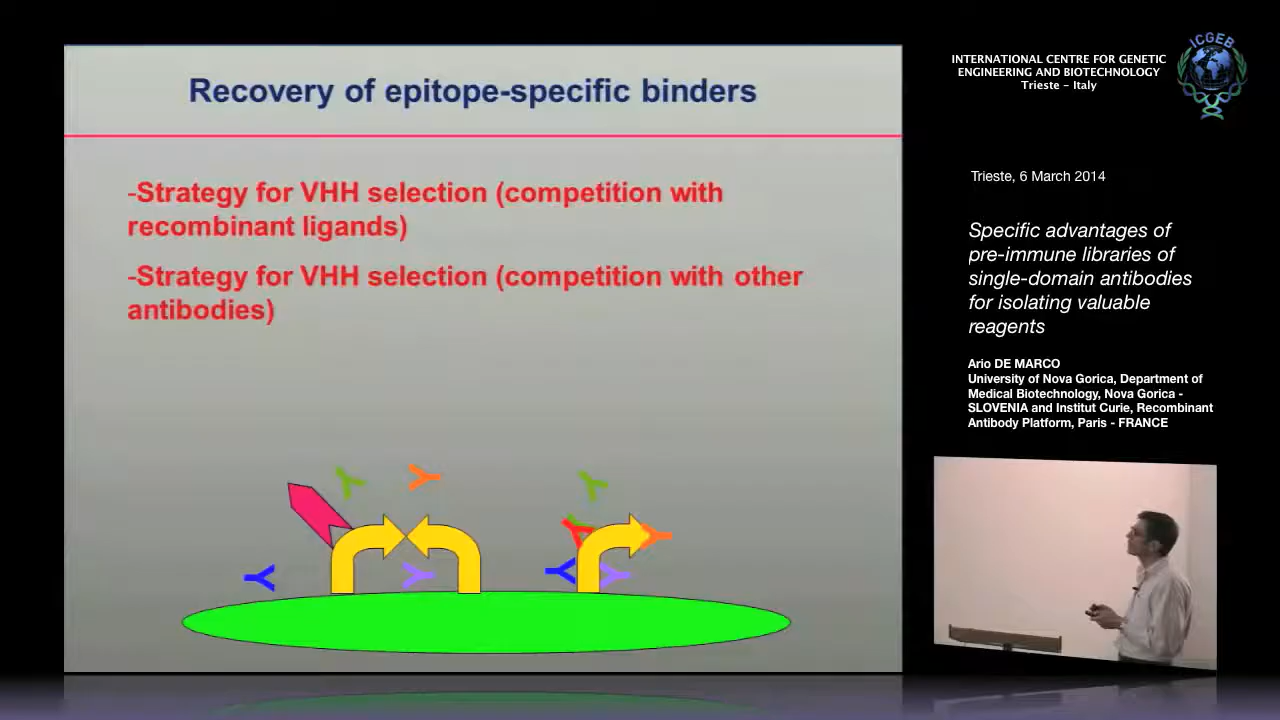 Recovery of epitope-specific binders
-Strategy for VHH selection (competition with
recombinant ligands)
-Strategy for VHH selection (competition with other
antibodies)
INTERNATIONAL CENTRE FOR GENETIC
ENGINEERING AND BIOTECHNOLOGY
Trieste - Italy
ICGEB
Trieste, 6 March 2014
Specific advantages of
pre-immune libraries of
single-domain antibodies
for isolating valuable
reagents
Ario DE MARCO
University of Nova Gorica, Department of
Medical Biotechnology, Nova Gorica -
SLOVENIA and Institut Curie, Recombinant
Antibody Platform, Paris - FRANCE